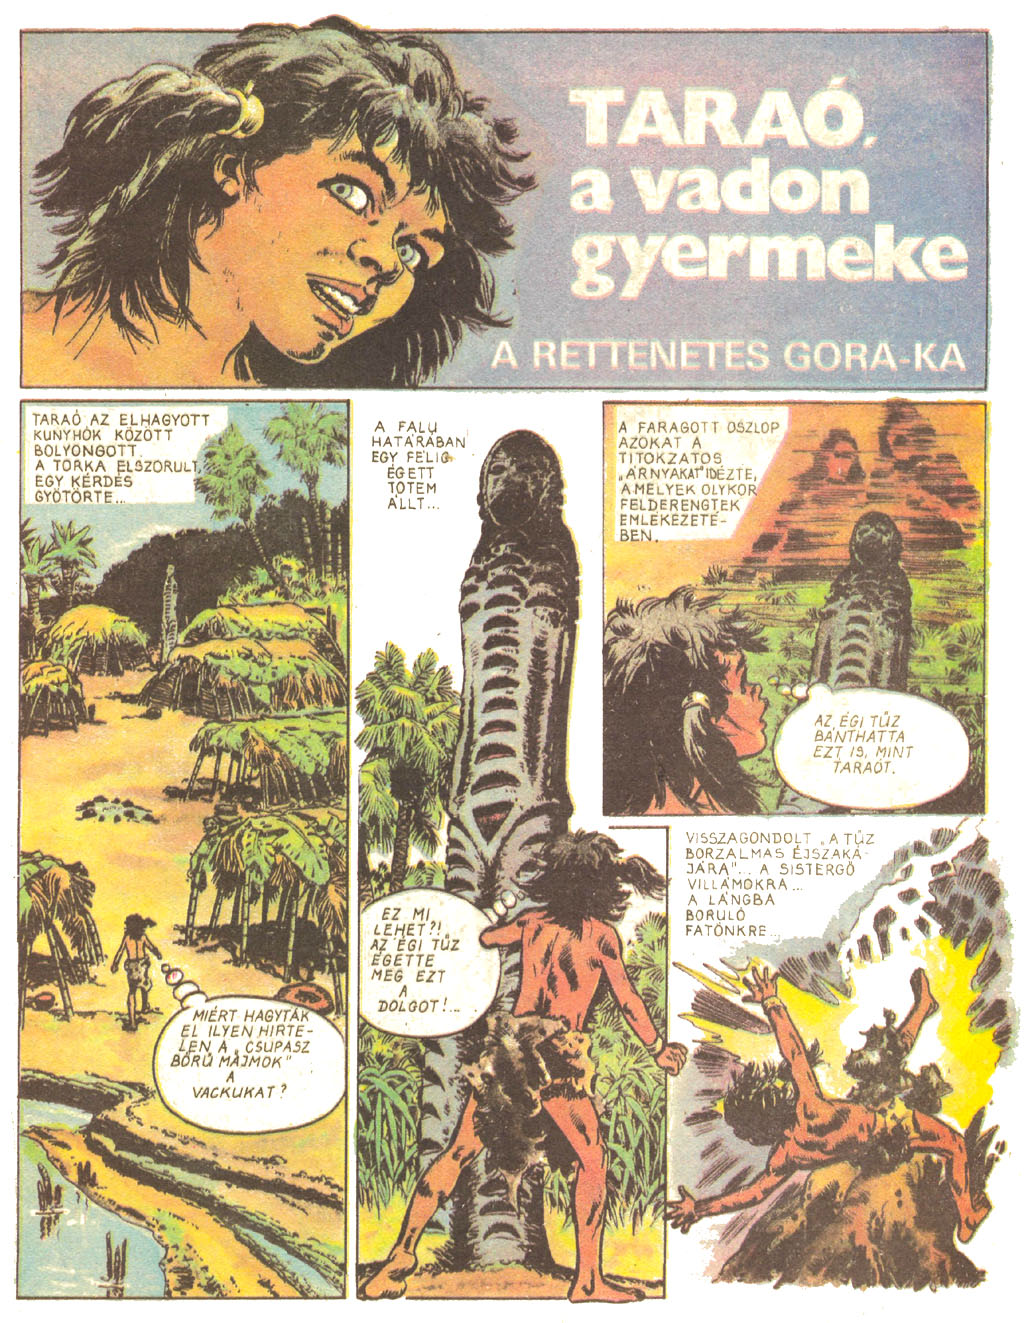 TARAÓ,
a vadon
gyermeke
A RETTENETES GORA-KA
TARAÓ AZ ELHAGYOTT
KUNYHÓK KÖZÖTT
BOLYONGOTT.
A TORKA ELSZORULT,
EGY KÉRDÉS
GYÖTÖRTE...
MIÉRT HAGYTÁK
EL ILYEN HIRTE-
LEN A „CSUPASZ
BŐRŰ MAJMOK"
A
VACKUKAT?
A FALU
HATÁRÁBAN
EGY FÉLIG
ÉGETT
TOTEM
ÁLLT...
EZ MI
LEHET?!
AZ ÉGI TŰZ
ÉGETTE
MEG EZT
A
DOLGOT!...
A FARAGOTT OSZLOP
AZOKAT A
TITOKZATOS
„ÁRNYAKAT" IDÉZTE,
AMELYEK OLYKOR
FELDERENGTEK
EMLÉKEZETÉ-
BEN.
AZ ÉGI TŰZ
BÁNTHATTA
EZT IS, MINT
TARAÓT.
VISSZAGONDOLT „A TŰZ
BORZALMAS ÉJSZAKÁ-
JÁRA"... A SISTERGŐ
VILLÁMOKRA...
A LÁNGBA
BORULÓ
FATÖNKRE...